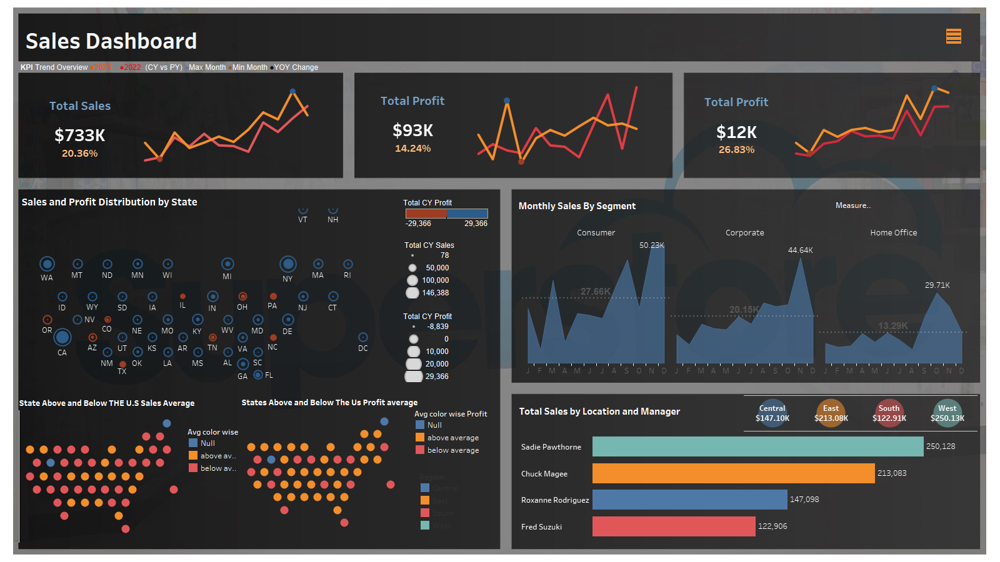 Sales Dashboard
KPI Trend Overview ●2023 ●2022 (CY vs PY) ●Max Month ●Min Month ●YOY Change
Total Sales
$733K
20.36%
Total Profit
$93K
14.24%
Total Profit
$12K
26.83%
Sales and Profit Distribution by State
VT NH
WA MT ND MN WI MI NY MA RI
ID WY SD IA IL IN OH PA NJ CT
OR NV CO NE MO KY WV MD DE
CA AZ UT KS AR TN VA NC DC
NM TX OK LA MS AL SC
GA FL
Total CY Profit
-29,366 29,366
Total CY Sales
78
50,000
100,000
146,388
Total CY Profit
-8,839
0
10,000
20,000
29,366
Monthly Sales By Segment
Measure..
Consumer Corporate Home Office
50.23K
44.64K
29.71K
27.66K
20.15K
13.29K
J F M A M J J A S O N D J F M A M J J A S O N D J F M A M J J A S O N D
Superstore
State Above and Below THE U.S Sales Average
Avg color wise
Null
above av..
below av..
States Above and Below The Us Profit average
Avg color wise Profit
Null
above average
below average
Region
Central
East
South
West
Total Sales by Location and Manager
Central East South West
$147.10K $213.08K $122.91K $250.13K
Sadie Pawthorne 250,128
Chuck Magee 213,083
Roxanne Rodriguez 147,098
Fred Suzuki 122,906